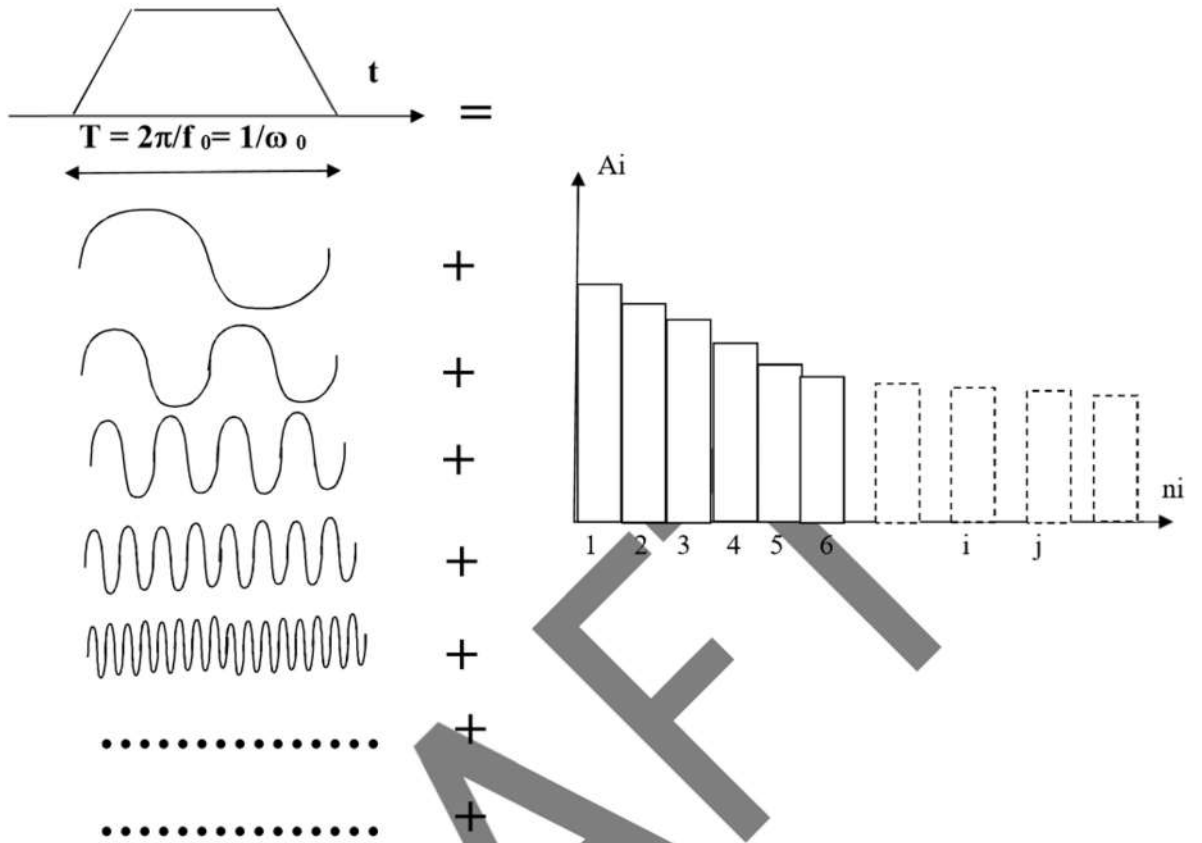 t
=
T = 2π/f 0= 1/ω 0
Ai
+
+
+
+
+
+
+
ni
1 2 3 4 5 6 i j